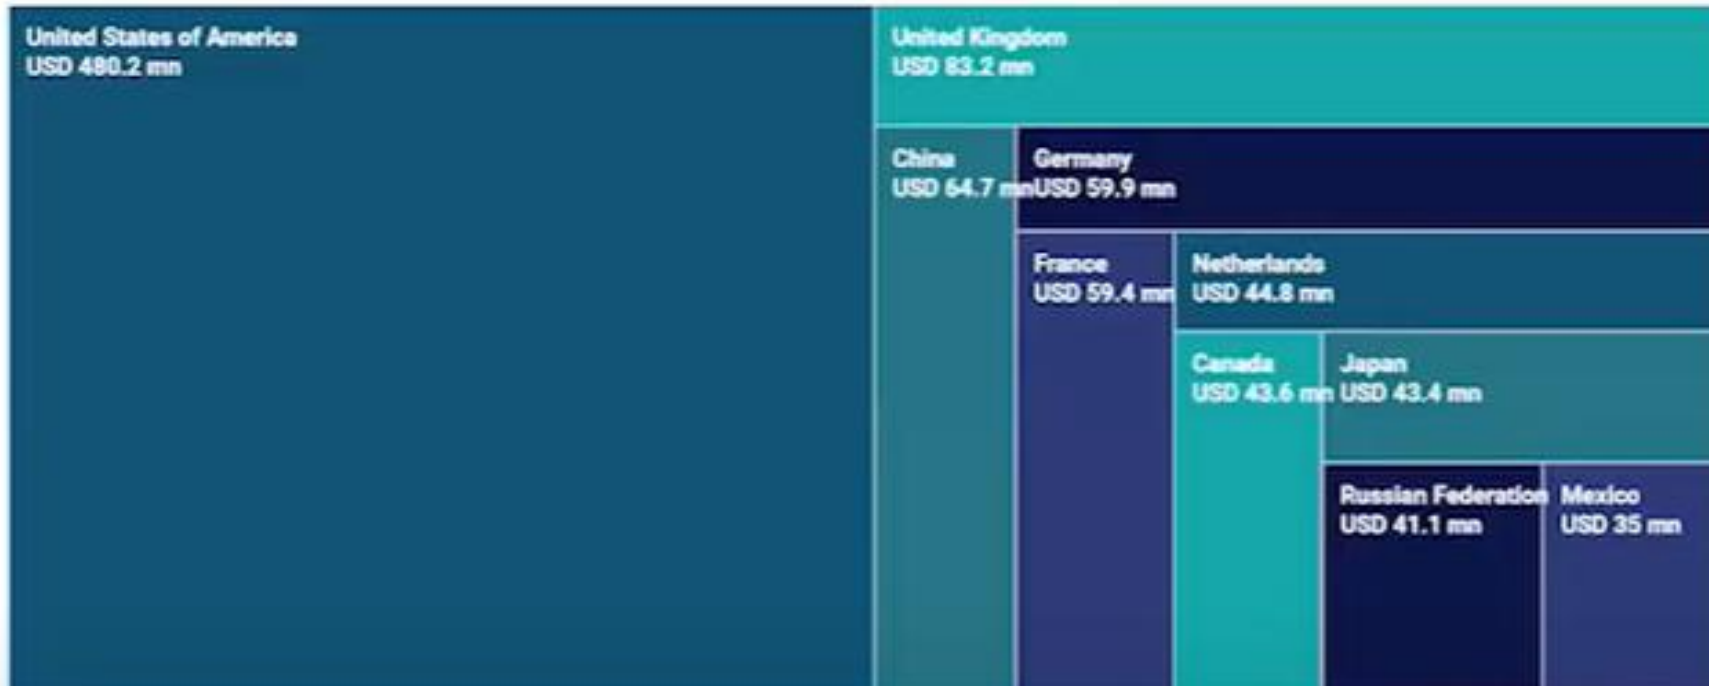 United States of America
USD 480.2 mn
United Kingdom
USD 83.2 mn
China
USD 64.7 mn
Germany
USD 59.9 mn
France
USD 59.4 mn
Netherlands
USD 44.8 mn
Canada
USD 43.6 mn
Japan
USD 43.4 mn
Russian Federation
USD 41.1 mn
Mexico
USD 35 mn